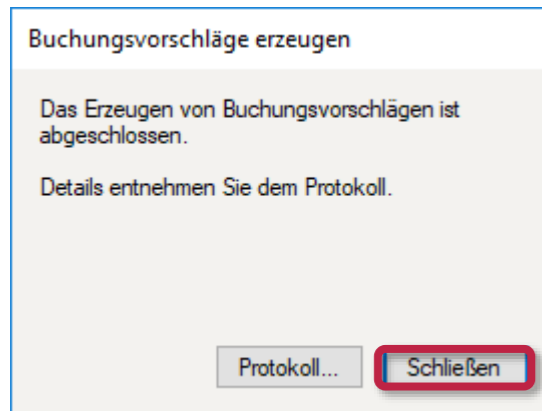 Buchungsvorschläge erzeugen
Das Erzeugen von Buchungsvorschlägen ist
abgeschlossen.
Details entnehmen Sie dem Protokoll.
Protokoll...
Schließen